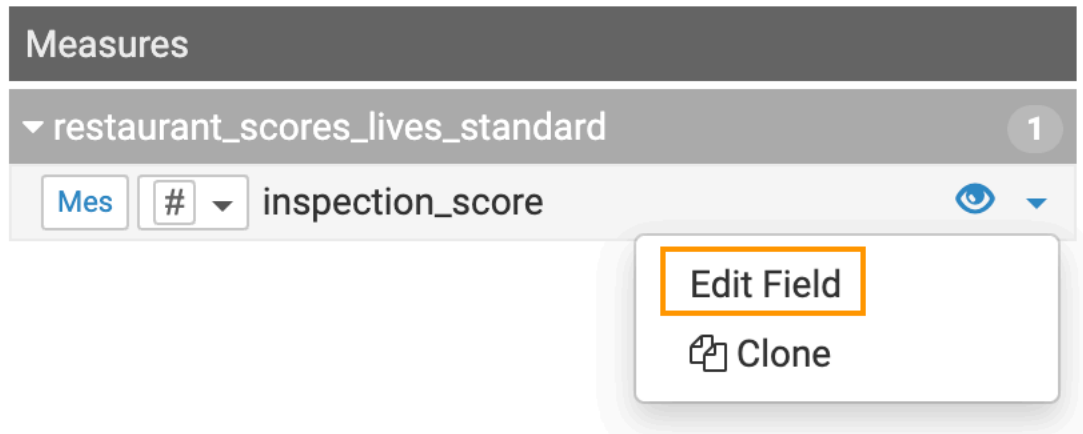 Measures
restaurant_scores_lives_standard 1
Mes # inspection_score
Edit Field
Clone